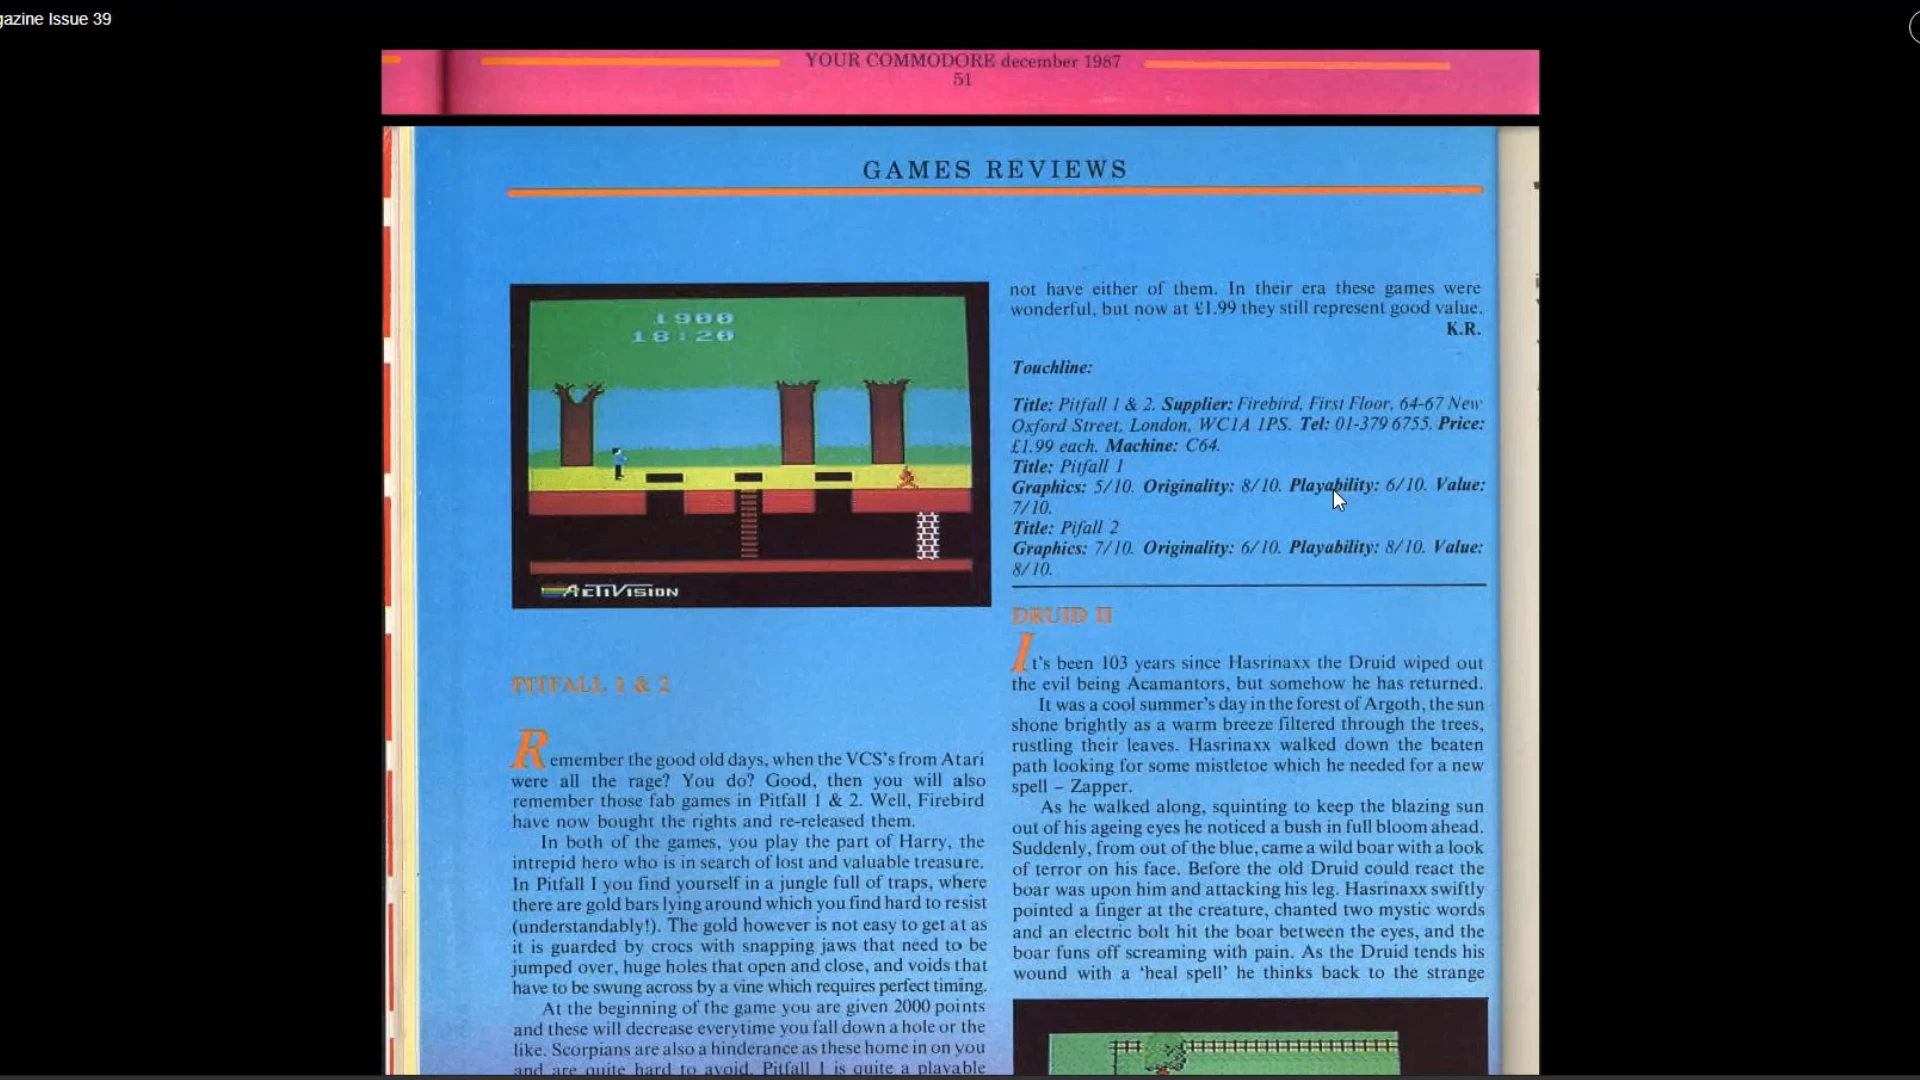 gazine Issue 39
YOUR COMMODORE december 1987
51
GAMES REVIEWS
1900
18:20
ACTIVISION
PITFALL 1 & 2
Remember the good old days, when the VCS's from Atari
were all the rage? You do? Good, then you will also
remember those fab games in Pitfall 1 & 2. Well, Firebird
have now bought the rights and re-released them.
In both of the games, you play the part of Harry, the
intrepid hero who is in search of lost and valuable treasure.
In Pitfall I you find yourself in a jungle full of traps, where
there are gold bars lying around which you find hard to resist
(understandably!). The gold however is not easy to get at as
it is guarded by crocs with snapping jaws that need to be
jumped over, huge holes that open and close, and voids that
have to be swung across by a vine which requires perfect timing.
At the beginning of the game you are given 2000 points
and these will decrease everytime you fall down a hole or the
like. Scorpians are also a hinderance as these home in on you
and are quite hard to avoid. Pitfall I is quite a playable
not have either of them. In their era these games were
wonderful, but now at £1.99 they still represent good value.
K.R.
Touchline:
Title: Pitfall 1 & 2. Supplier: Firebird, First Floor, 64-67 New
Oxford Street, London, WC1A 1PS. Tel: 01-379 6755. Price:
£1.99 each. Machine: C64.
Title: Pitfall 1
Graphics: 5/10. Originality: 8/10. Playability: 6/10. Value:
7/10.
Title: Pifall 2
Graphics: 7/10. Originality: 6/10. Playability: 8/10. Value:
8/10.
DRUID II
It's been 103 years since Hasrinaxx the Druid wiped out
the evil being Acamantors, but somehow he has returned.
It was a cool summer's day in the forest of Argoth, the sun
shone brightly as a warm breeze filtered through the trees,
rustling their leaves. Hasrinaxx walked down the beaten
path looking for some mistletoe which he needed for a new
spell – Zapper.
As he walked along, squinting to keep the blazing sun
out of his ageing eyes he noticed a bush in full bloom ahead.
Suddenly, from out of the blue, came a wild boar with a look
of terror on his face. Before the old Druid could react the
boar was upon him and attacking his leg. Hasrinaxx swiftly
pointed a finger at the creature, chanted two mystic words
and an electric bolt hit the boar between the eyes, and the
boar funs off screaming with pain. As the Druid tends his
wound with a 'heal spell' he thinks back to the strange